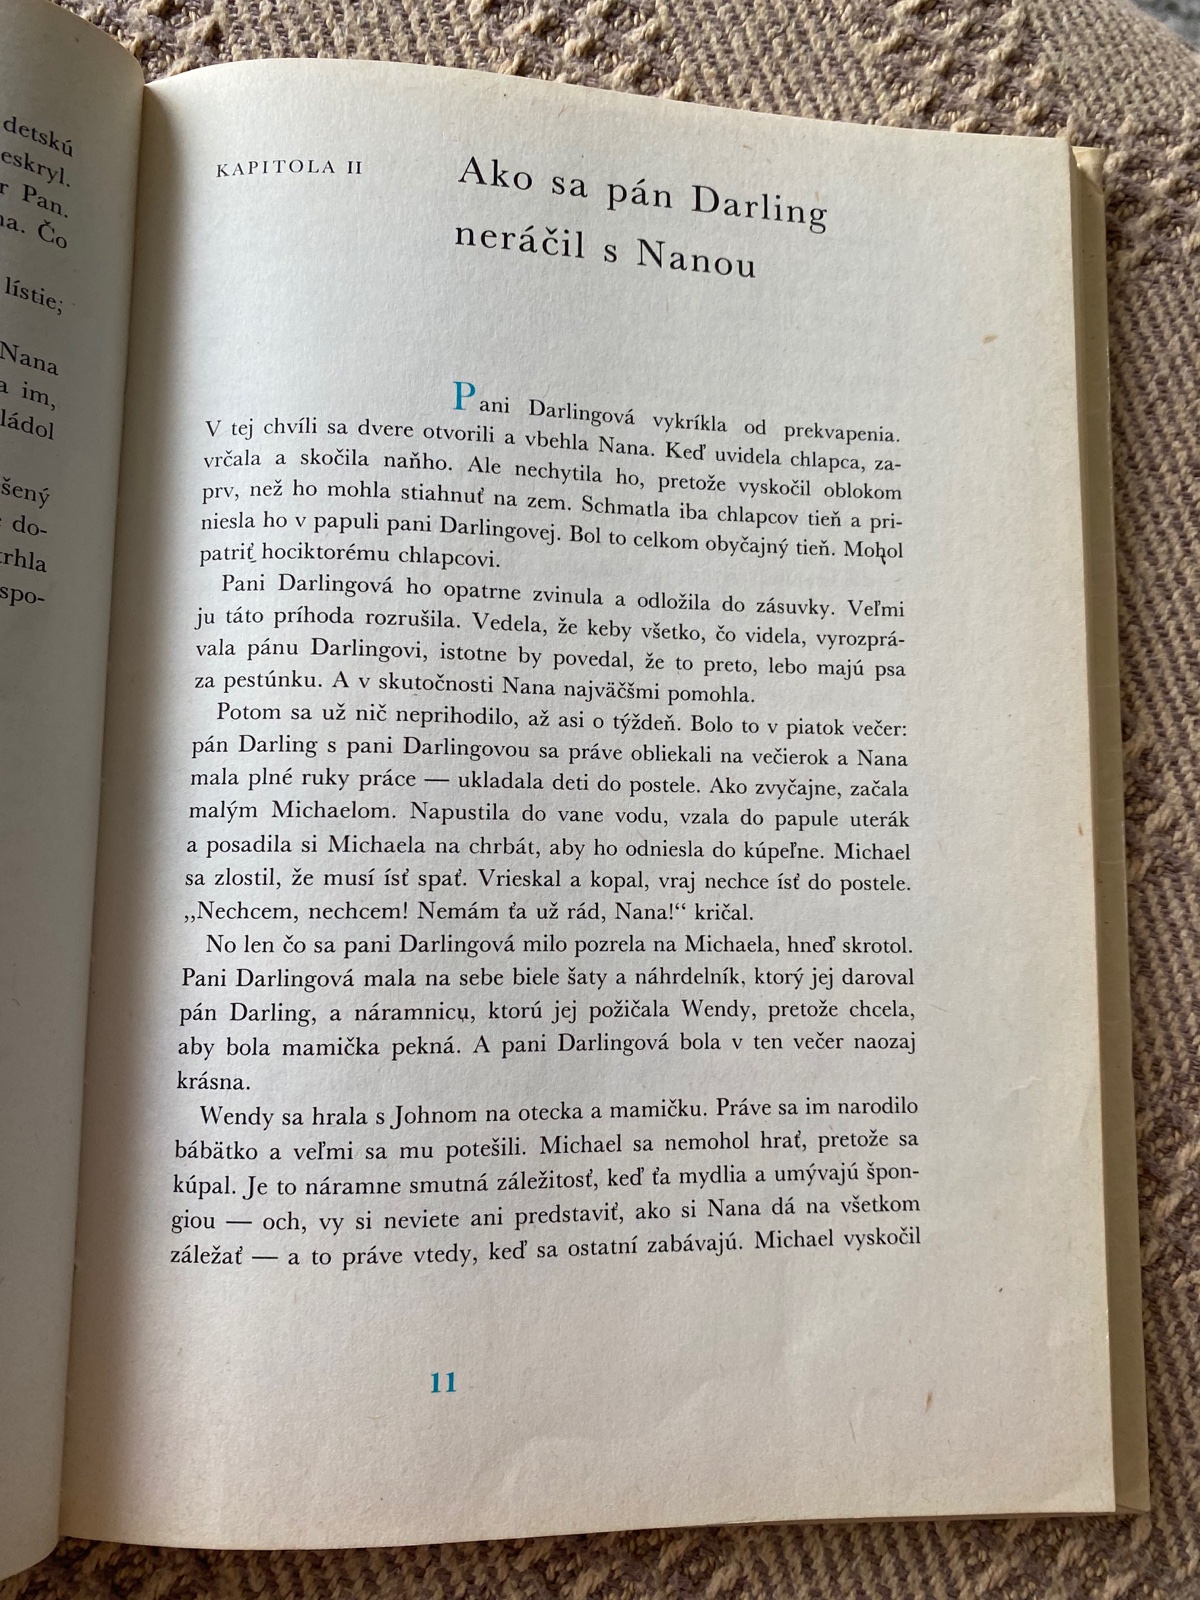 detskú
eskryl.
r Pan.
na. Čo
lístie;
Nana
a im,
ládol
šený
do-
trhla
spo-
KAPITOLA II
Ako sa pán Darling
neráčil s Nanou
Pani Darlingová vykríkla od prekvapenia.
V tej chvíli sa dvere otvorili a vbehla Nana. Keď uvidela chlapca, za-
vrčala a skočila naňho. Ale nechytila ho, pretože vyskočil oblokom
prv, než ho mohla stiahnuť na zem. Schmatla iba chlapcov tieň a pri-
niesla ho v papuli pani Darlingovej. Bol to celkom obyčajný tieň. Mohol
patriť hociktorému chlapcovi.
Pani Darlingová ho opatrne zvinula a odložila do zásuvky. Veľmi
ju táto príhoda rozrušila. Vedela, že keby všetko, čo videla, vyrozprá-
vala pánu Darlingovi, istotne by povedal, že to preto, lebo majú psa
za pestúnku. A v skutočnosti Nana najväčšmi pomohla.
Potom sa už nič neprihodilo, až asi o týždeň. Bolo to v piatok večer:
pán Darling s pani Darlingovou sa práve obliekali na večierok a Nana
mala plné ruky práce — ukladala deti do postele. Ako zvyčajne, začala
malým Michaelom. Napustila do vane vodu, vzala do papule uterák
a posadila si Michaela na chrbát, aby ho odniesla do kúpeľne. Michael
sa zlostil, že musí ísť spať. Vrieskal a kopal, vraj nechce ísť do postele.
„Nechcem, nechcem! Nemám ťa už rád, Nana!“ kričal.
No len čo sa pani Darlingová milo pozrela na Michaela, hneď skrotol.
Pani Darlingová mala na sebe biele šaty a náhrdelník, ktorý jej daroval
pán Darling, a náramnicu, ktorú jej požičala Wendy, pretože chcela,
aby bola mamička pekná. A pani Darlingová bola v ten večer naozaj
krásna.
Wendy sa hrala s Johnom na otecka a mamičku. Práve sa im narodilo
bábätko a veľmi sa mu potešili. Michael sa nemohol hrať, pretože sa
kúpal. Je to náramne smutná záležitosť, keď ťa mydlia a umývajú špon-
giou — och, vy si neviete ani predstaviť, ako si Nana dá na všetkom
záležať — a to práve vtedy, keď sa ostatní zabávajú. Michael vyskočil
11